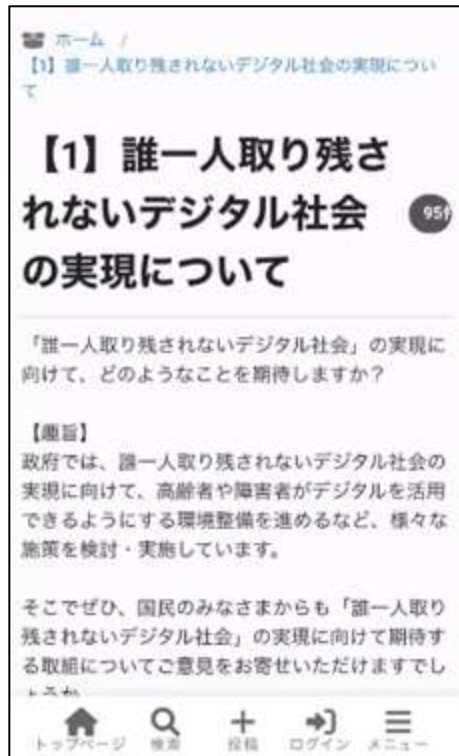 ホーム /
【1】誰一人取り残されないデジタル社会の実現につい
て
【1】誰一人取り残さ
れないデジタル社会
の実現について
95件
「誰一人取り残されないデジタル社会」の実現に
向けて、どのようなことを期待しますか？
【趣旨】
政府では、誰一人取り残されないデジタル社会の
実現に向けて、高齢者や障害者がデジタルを活用
できるようにする環境整備を進めるなど、様々な
施策を検討・実施しています。
そこでぜひ、国民のみなさまからも「誰一人取り
残されないデジタル社会」の実現に向けて期待す
る取組についてご意見をお寄せいただけますでし
ょうか
トップページ 検索 投稿 ログイン メニュー